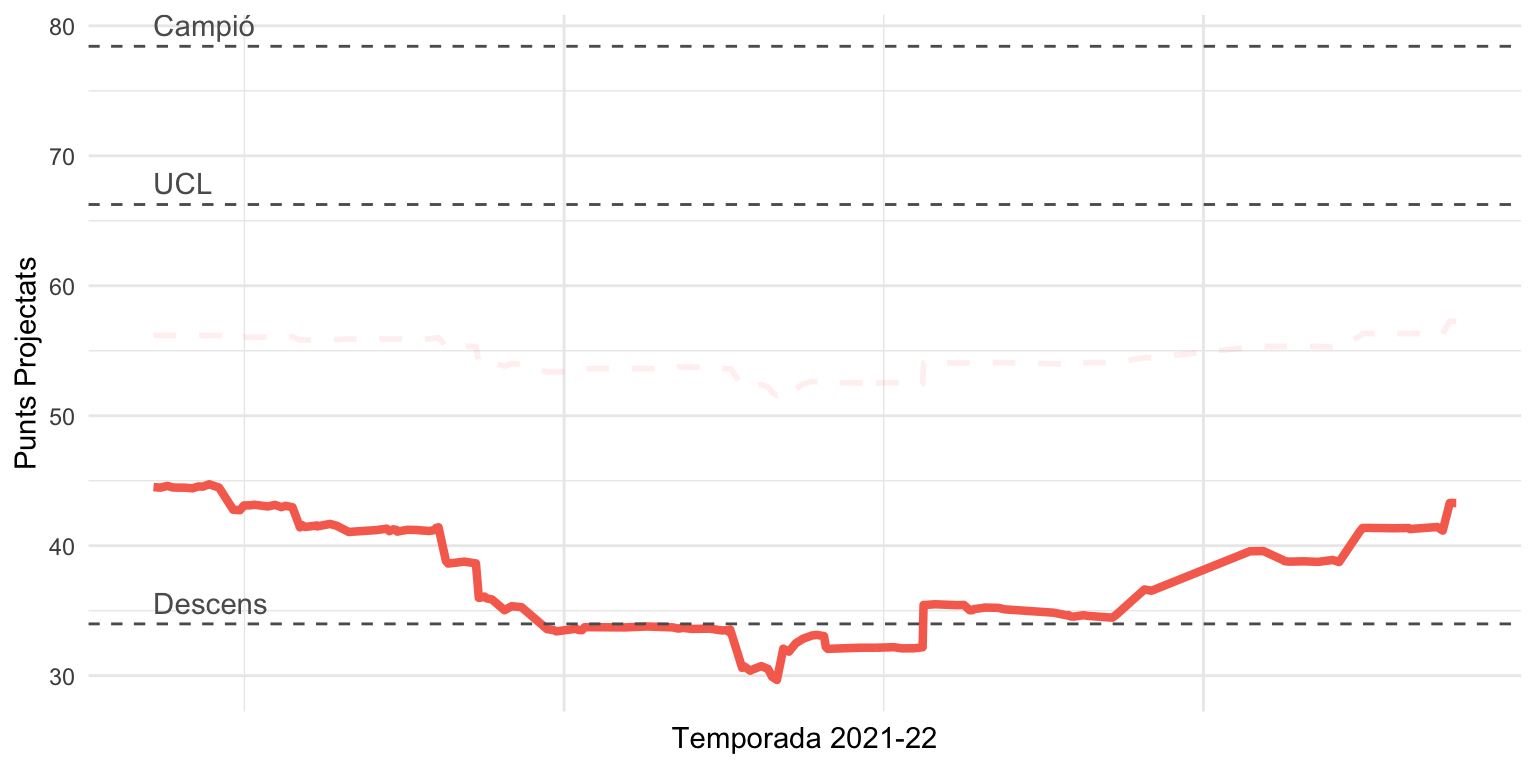 80
Campió
70
UCL
60
50
40
Descens
30
Punts Projectats
Temporada 2021-22